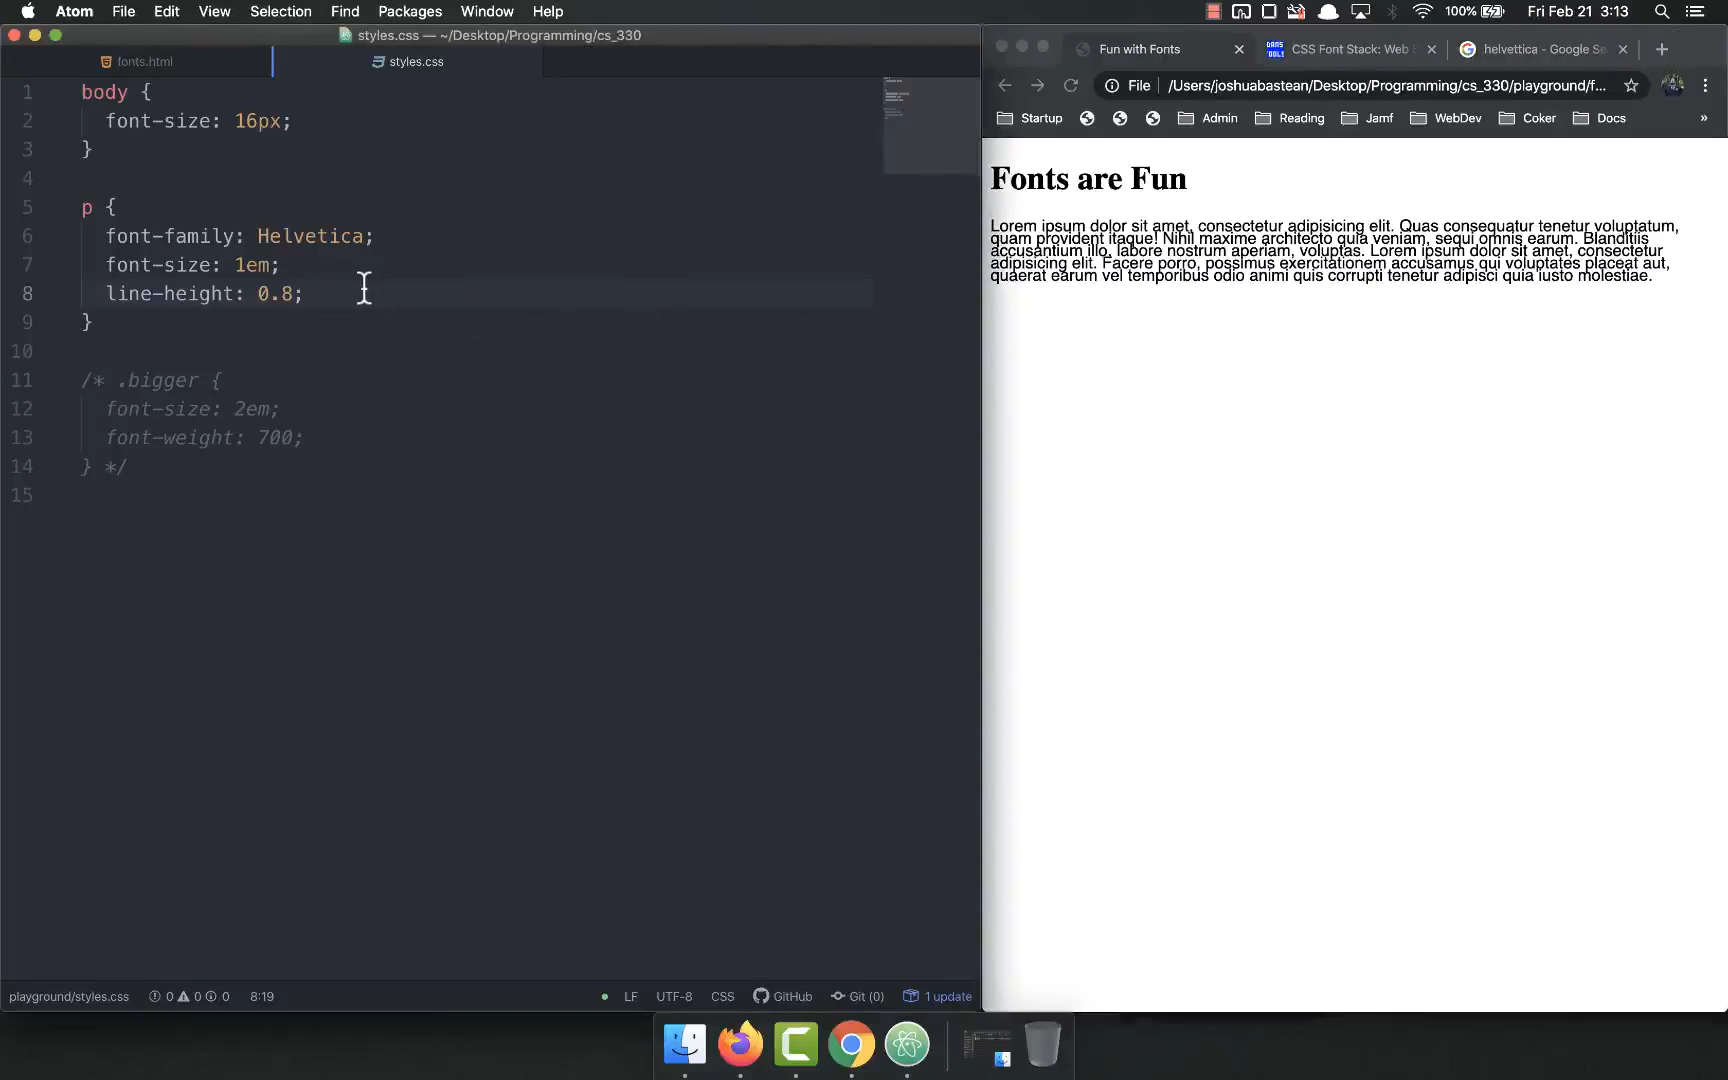 Atom File Edit View Selection Find Packages Window Help 100% Fri Feb 21 3:13
styles.css — ~/Desktop/Programming/cs_330
fonts.html styles.css
1 body {
2 font-size: 16px;
3 }
4
5 p {
6 font-family: Helvetica;
7 font-size: 1em;
8 line-height: 0.8;
9 }
10
11 /* .bigger {
12 font-size: 2em;
13 font-weight: 700;
14 } */
15
playground/styles.css 0 0 0 8:19 LF UTF-8 CSS GitHub Git (0) 1 update
Fun with Fonts CSS Font Stack: Web S helvettica - Google Se
File /Users/joshuabastean/Desktop/Programming/cs_330/playground/f...
Startup Admin Reading Jamf WebDev Coker Docs »
Fonts are Fun
Lorem ipsum dolor sit amet, consectetur adipisicing elit. Quas consequatur tenetur voluptatum,
quam provident itaque! Nihil maxime architecto quia veniam, sequi omnis earum. Blanditiis
accusantium illo, labore nostrum aperiam, voluptas. Lorem ipsum dolor sit amet, consectetur
adipisicing elit. Facere porro, possimus exercitationem accusamus qui voluptates placeat aut,
quaerat earum vel temporibus odio animi quis corrupti tenetur adipisci quia iusto molestiae.